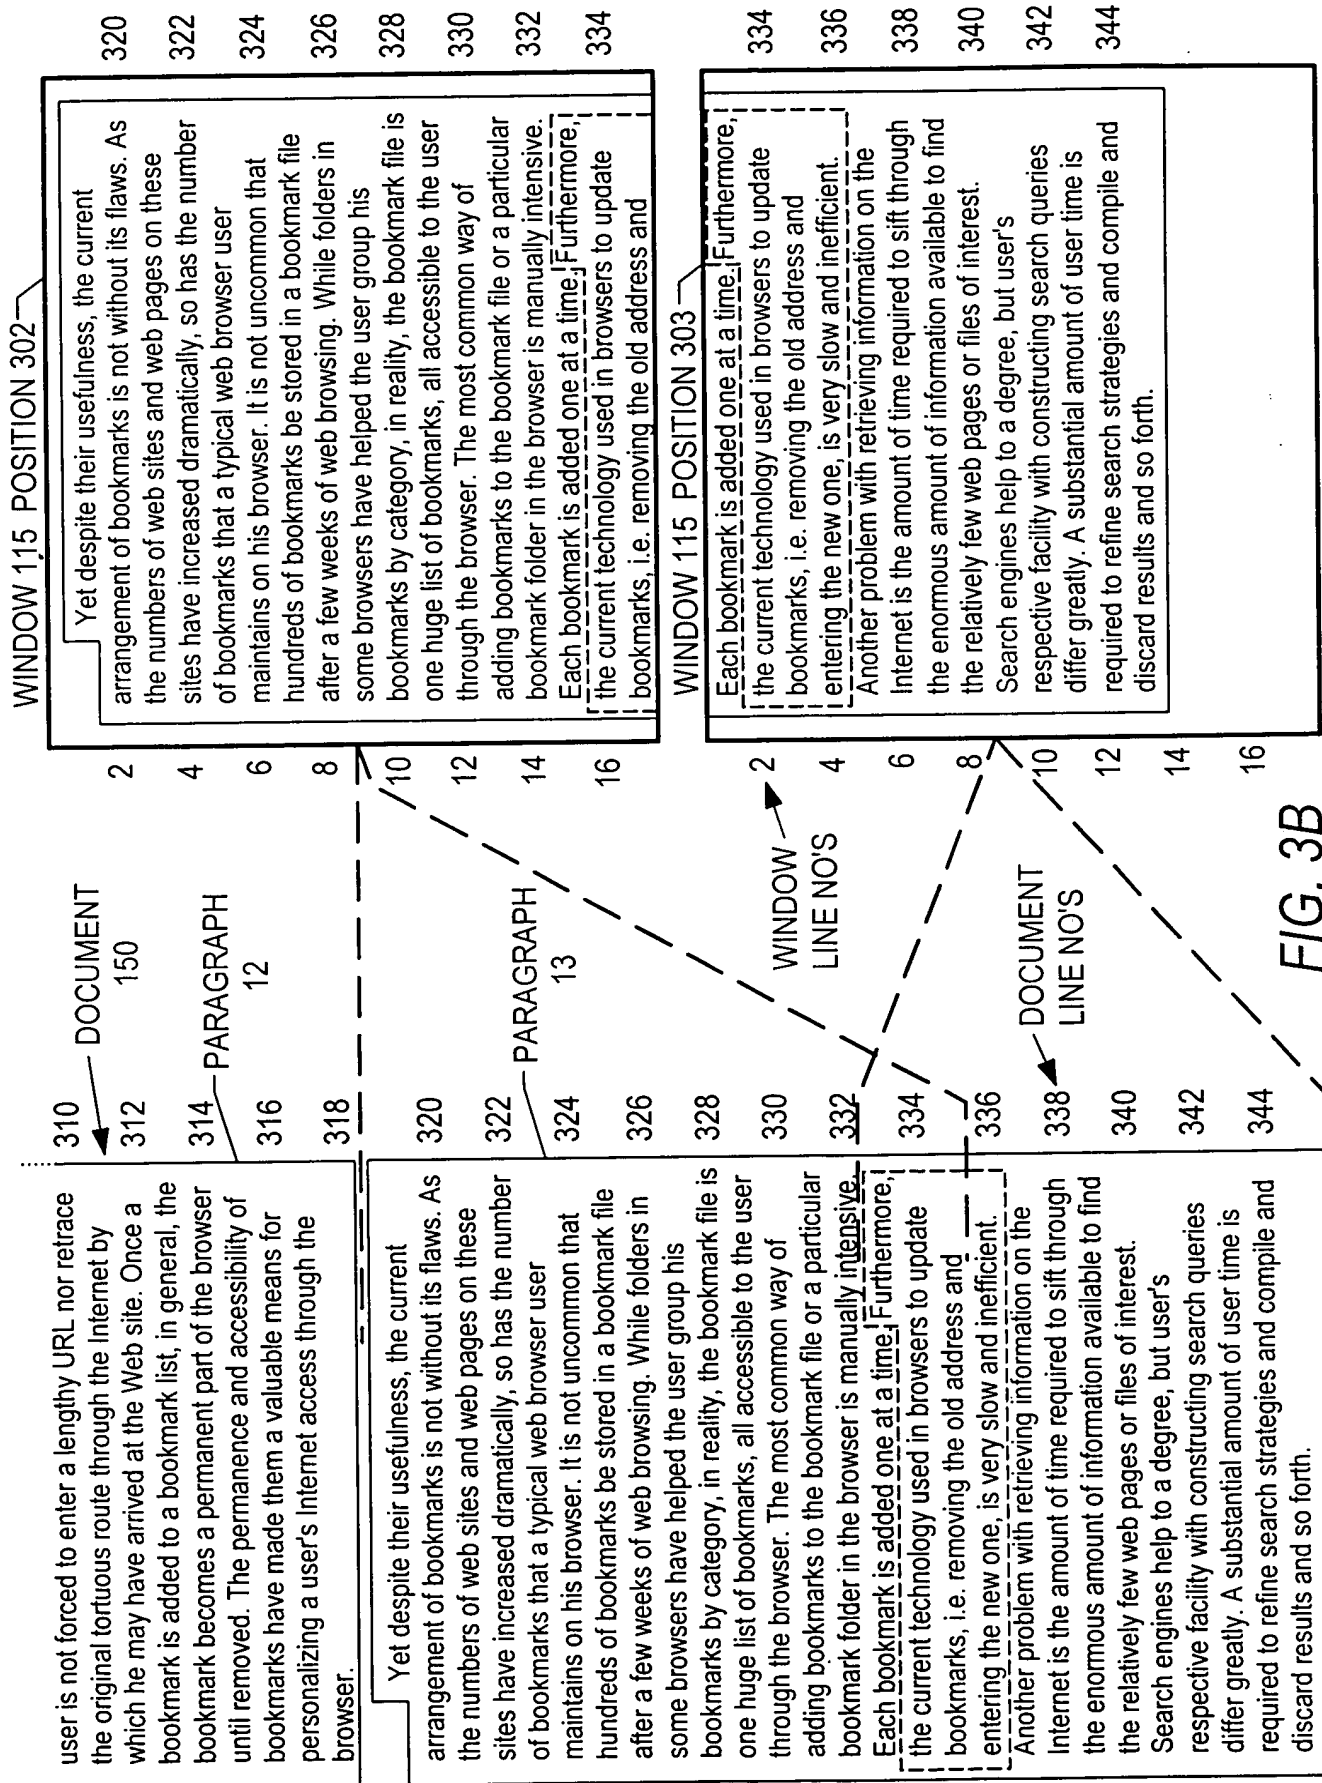 user is not forced to enter a lengthy URL nor retrace
the original tortuous route through the Internet by
which he may have arrived at the Web site. Once a
bookmark is added to a bookmark list, in general, the
bookmark becomes a permanent part of the browser
until removed. The permanence and accessibility of
bookmarks have made them a valuable means for
personalizing a user's Internet access through the
browser.
310
312
314
316
318
DOCUMENT
150
PARAGRAPH
12
Yet despite their usefulness, the current
arrangement of bookmarks is not without its flaws. As
the numbers of web sites and web pages on these
sites have increased dramatically, so has the number
of bookmarks that a typical web browser user
maintains on his browser. It is not uncommon that
hundreds of bookmarks be stored in a bookmark file
after a few weeks of web browsing. While folders in
some browsers have helped the user group his
bookmarks by category, in reality, the bookmark file is
one huge list of bookmarks, all accessible to the user
through the browser. The most common way of
adding bookmarks to the bookmark file or a particular
bookmark folder in the browser is manually intensive.
Each bookmark is added one at a time. Furthermore,
the current technology used in browsers to update
bookmarks, i.e. removing the old address and
entering the new one, is very slow and inefficient.
Another problem with retrieving information on the
Internet is the amount of time required to sift through
the enormous amount of information available to find
the relatively few web pages or files of interest.
Search engines help to a degree, but user's
respective facility with constructing search queries
differ greatly. A substantial amount of user time is
required to refine search strategies and compile and
discard results and so forth.
320
322
324
326
328
330
332
334
336
338
340
342
344
PARAGRAPH
13
DOCUMENT
LINE NO'S
WINDOW 115 POSITION 302
2
4
6
8
10
12
14
16
Yet despite their usefulness, the current
arrangement of bookmarks is not without its flaws. As
the numbers of web sites and web pages on these
sites have increased dramatically, so has the number
of bookmarks that a typical web browser user
maintains on his browser. It is not uncommon that
hundreds of bookmarks be stored in a bookmark file
after a few weeks of web browsing. While folders in
some browsers have helped the user group his
bookmarks by category, in reality, the bookmark file is
one huge list of bookmarks, all accessible to the user
through the browser. The most common way of
adding bookmarks to the bookmark file or a particular
bookmark folder in the browser is manually intensive.
Each bookmark is added one at a time. Furthermore,
the current technology used in browsers to update
bookmarks, i.e. removing the old address and
320
322
324
326
328
330
332
334
WINDOW 115 POSITION 303
WINDOW
LINE NO'S
2
4
6
8
10
12
14
16
Each bookmark is added one at a time. Furthermore,
the current technology used in browsers to update
bookmarks, i.e. removing the old address and
entering the new one, is very slow and inefficient.
Another problem with retrieving information on the
Internet is the amount of time required to sift through
the enormous amount of information available to find
the relatively few web pages or files of interest.
Search engines help to a degree, but user's
respective facility with constructing search queries
differ greatly. A substantial amount of user time is
required to refine search strategies and compile and
discard results and so forth.
334
336
338
340
342
344
FIG. 3B